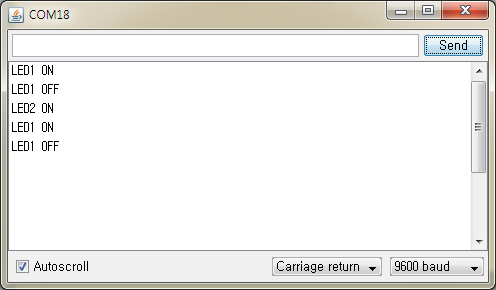 COM18
Send
LED1 ON
LED1 OFF
LED2 ON
LED1 ON
LED1 OFF
Autoscroll
Carriage return
9600 baud